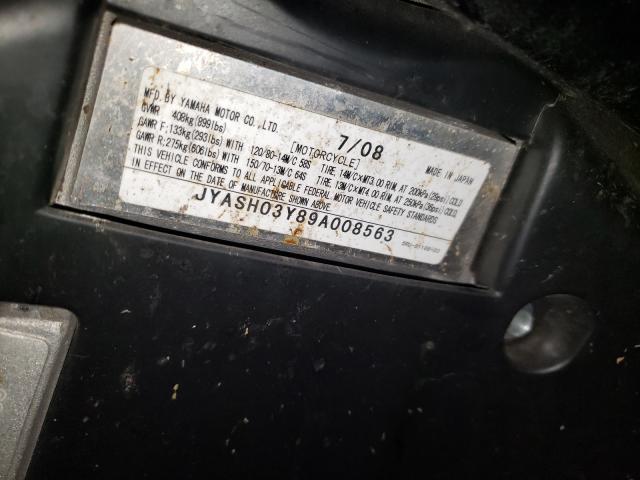 MFD.BY YAMAHA MOTOR CO.,LTD. 7/08 MADE IN JAPAN
GVWR 408kg(899lbs) [MOTORCYCLE]
GAWR F:133kg(293lbs) WITH 120/80-14M/C 58S TIRE, 14M/C×MT3.00 RIM, AT 200kPa(29psi) COLD
GAWR R:275kg(606lbs) WITH 150/70-13M/C 64S TIRE, 13M/C×MT4.00 RIM, AT 250kPa(36psi) COLD
THIS VEHICLE CONFORMS TO ALL APPLICABLE FEDERAL MOTOR VEHICLE SAFETY STANDARDS
IN EFFECT ON THE DATE OF MANUFACTURE SHOWN ABOVE
JYASH03Y89A008563